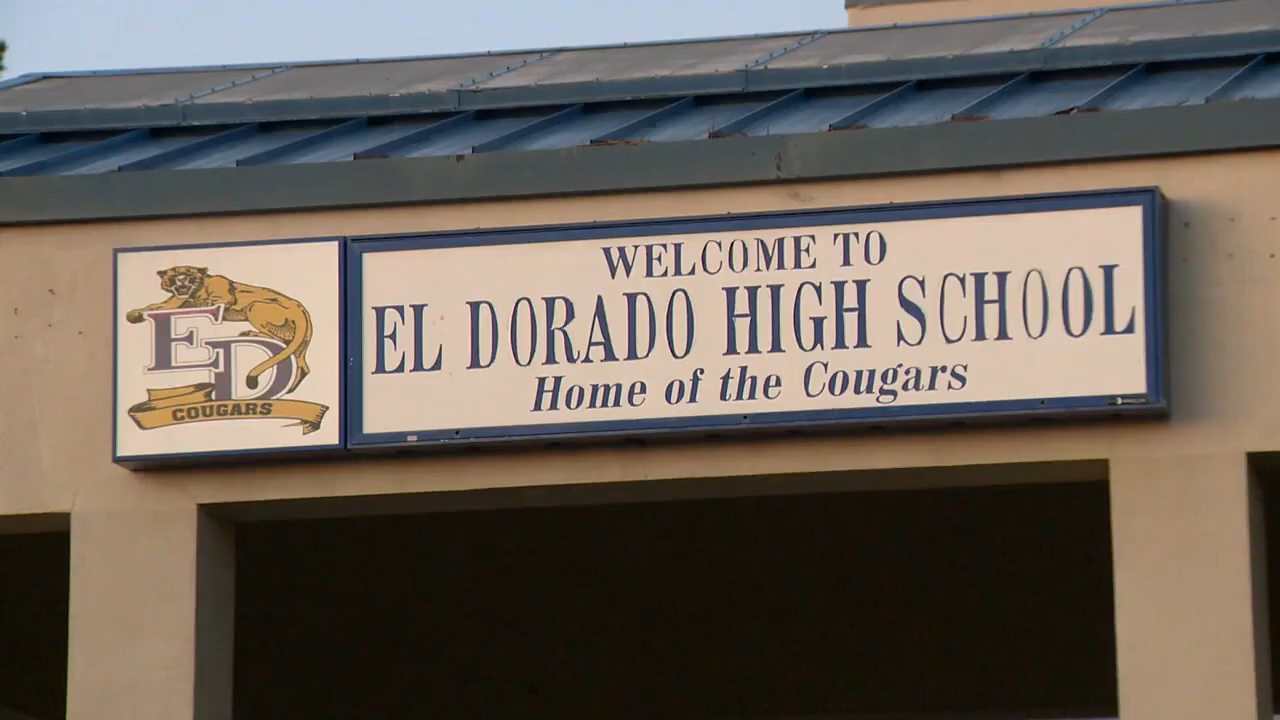 ED
COUGARS
WELCOME TO
EL DORADO HIGH SCHOOL
Home of the Cougars